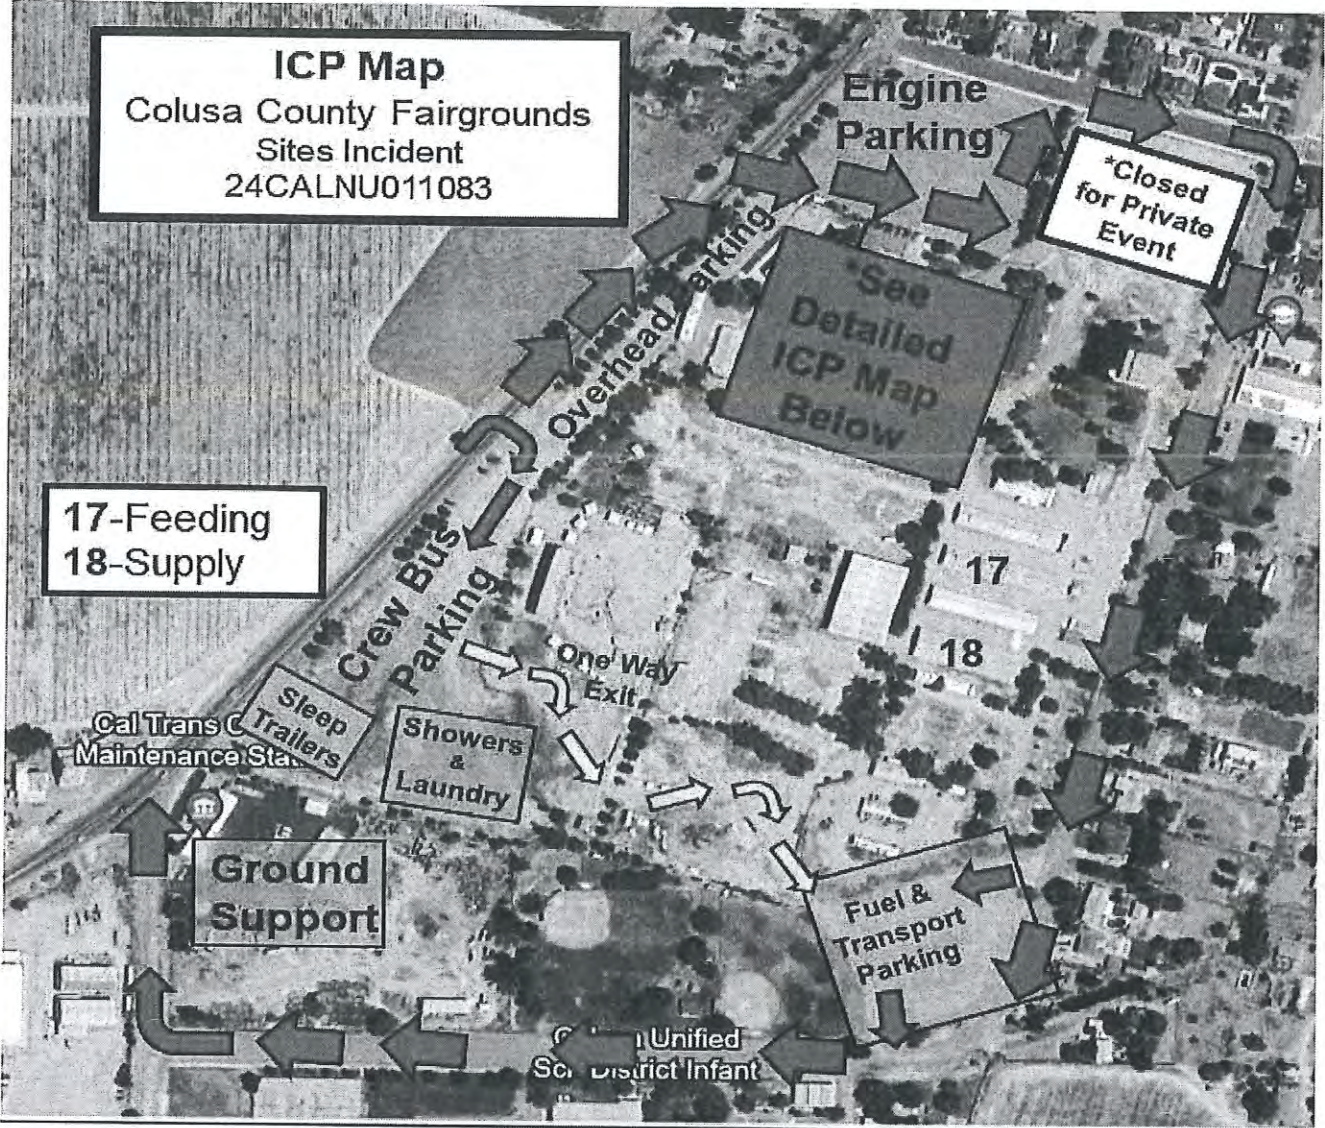 ICP Map
Colusa County Fairgrounds
Sites Incident
24CALNU011083
Engine
Parking
*Closed
for Private
Event
Overhead Parking
*See
Detailed
ICP Map
Below
17-Feeding
18-Supply
Crew Bus
Parking
17
18
One Way
Exit
Sleep
Trailers
Cal Trans C
Maintenance Stat
Showers
&
Laundry
Ground
Support
Fuel &
Transport
Parking
Unified
District Infant